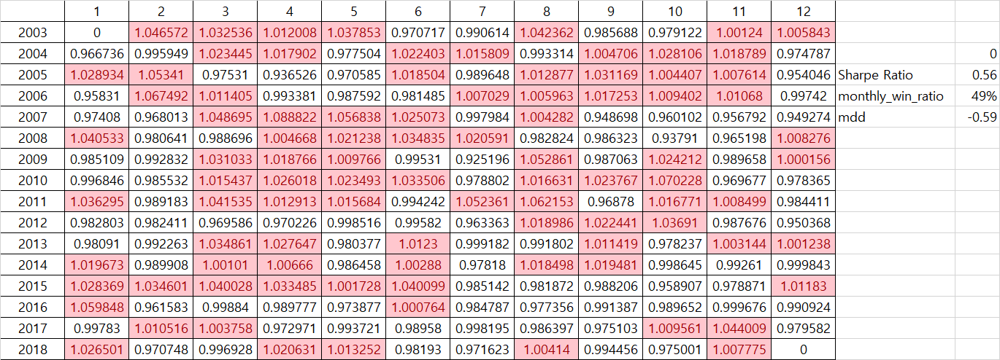 1 2 3 4 5 6 7 8 9 10 11 12
2003 0 1.046572 1.032536 1.012008 1.037853 0.970717 0.990614 1.042362 0.985688 0.979122 1.00124 1.005843
2004 0.966736 0.995949 1.023445 1.017902 0.977504 1.022403 1.015809 0.993314 1.004706 1.028106 1.018789 0.974787 0
2005 1.028934 1.05341 0.97531 0.936526 0.970585 1.018504 0.989648 1.012877 1.031169 1.004407 1.007614 0.954046 Sharpe Ratio 0.56
2006 0.95831 1.067492 1.011405 0.993381 0.987592 0.981485 1.007029 1.005963 1.017253 1.009402 1.01068 0.99742 monthly_win_ratio 49%
2007 0.97408 0.968013 1.048695 1.088822 1.056838 1.025073 0.997984 1.004282 0.948698 0.960102 0.956792 0.949274 mdd -0.59
2008 1.040533 0.980641 0.988696 1.004668 1.021238 1.034835 1.020591 0.982824 0.986323 0.93791 0.965198 1.008276
2009 0.985109 0.992832 1.031033 1.018766 1.009766 0.99531 0.925196 1.052861 0.987063 1.024212 0.989658 1.000156
2010 0.996846 0.985532 1.015437 1.026018 1.023493 1.033506 0.978802 1.016631 1.023767 1.070228 0.969677 0.978365
2011 1.036295 0.989183 1.041535 1.012913 1.015684 0.994242 1.052361 1.062153 0.96878 1.016771 1.008499 0.984411
2012 0.982803 0.982411 0.969586 0.970226 0.998516 0.99582 0.963363 1.018986 1.022441 1.03691 0.987676 0.950368
2013 0.98091 0.992263 1.034861 1.027647 0.980377 1.0123 0.999182 0.991802 1.011419 0.978237 1.003144 1.001238
2014 1.019673 0.989908 1.00101 1.00666 0.986458 1.00288 0.97818 1.018498 1.019481 0.998645 0.99261 0.999843
2015 1.028369 1.034601 1.040028 1.033485 1.001728 1.040099 0.985142 0.981872 0.988206 0.958907 0.978871 1.01183
2016 1.059848 0.961583 0.99884 0.989777 0.973877 1.000764 0.984787 0.977356 0.991387 0.989652 0.999676 0.990924
2017 0.99783 1.010516 1.003758 0.972971 0.993721 0.98958 0.998195 0.986397 0.975103 1.009561 1.044009 0.979582
2018 1.026501 0.970748 0.996928 1.020631 1.013252 0.98193 0.971623 1.00414 0.994456 0.975001 1.007775 0